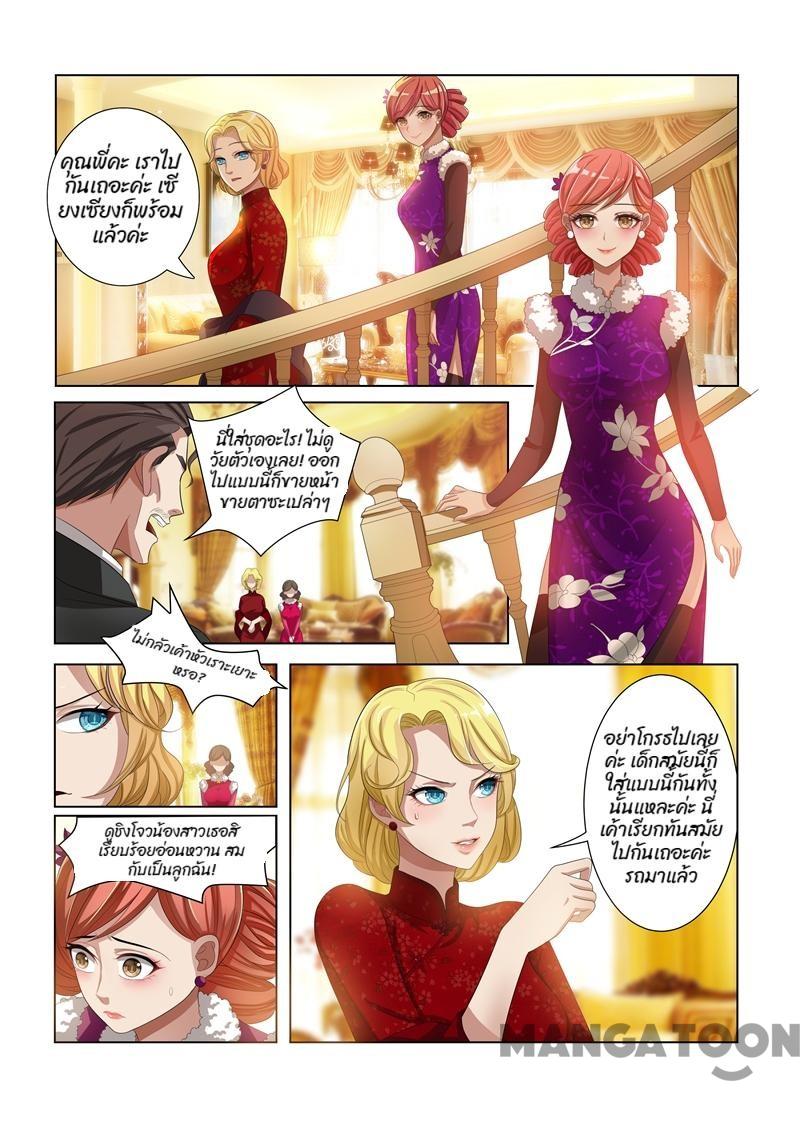 คุณพี่คะ เราไป
กันเถอะค่ะ เซี
ยงเซียงก็พร้อม
แล้วค่ะ
นี่ใส่ชุดอะไร! ไม่ดู
วัยตัวเองเลย! ออก
ไปแบบนี้ก็ขายหน้า
ขายตาซะเปล่าๆ
ไม่กลัวเค้าหัวเราะเยาะ
หรอ?
อย่าโกรธไปเลย
ค่ะ เด็กสมัยนี้ก็
ใส่แบบนี้กันทั้ง
นั้นแหละค่ะ นี่
เค้าเรียกทันสมัย
ไปกันเถอะค่ะ
รถมาแล้ว
ดูชิงโจวน้องสาวเธอสิ
เรียบร้อยอ่อนหวาน สม
กับเป็นลูกฉัน!
MANGATOON